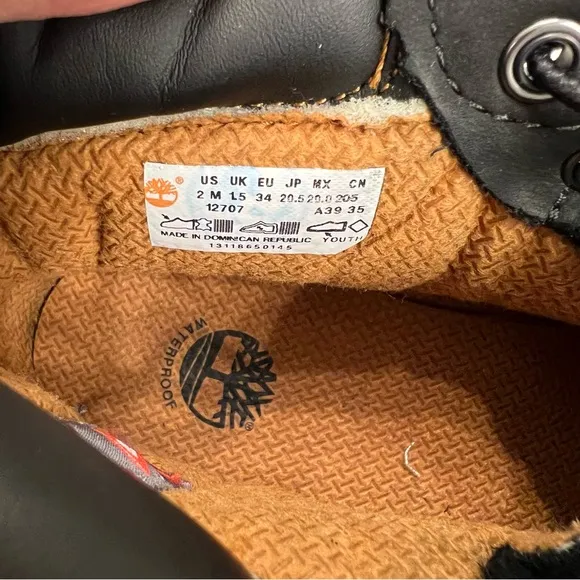 US UK EU JP MX CN
2 M 1.5 34 20.5 20.0 205
12707 A39 35
MADE IN DOMINICAN REPUBLIC YOUTH
13118650145
WATERPROOF
®
®